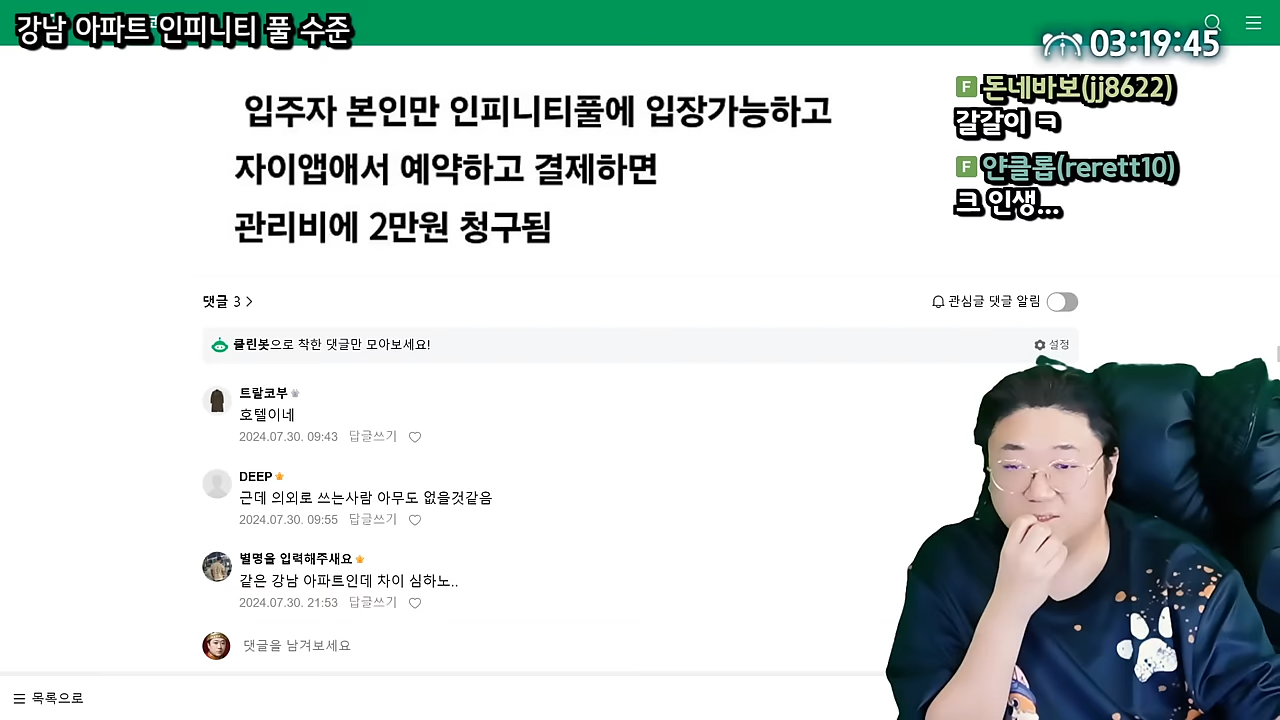 강남 아파트 인피니티 풀 수준
03:19:45
입주자 본인만 인피니티풀에 입장가능하고
자이앱애서 예약하고 결제하면
관리비에 2만원 청구됨
F 돈네바보(jj8622)
갈갈이 ㅋ
F 얀클롭(rerett10)
크 인생...
댓글 3
관심글 댓글 알림
클린봇으로 착한 댓글만 모아보세요!
설정
트랄코부
호텔이네
2024.07.30. 09:43 답글쓰기
DEEP
근데 의외로 쓰는사람 아무도 없을것같음
2024.07.30. 09:55 답글쓰기
별명을 입력해주새요
같은 강남 아파트인데 차이 심하노..
2024.07.30. 21:53 답글쓰기
댓글을 남겨보세요
목록으로